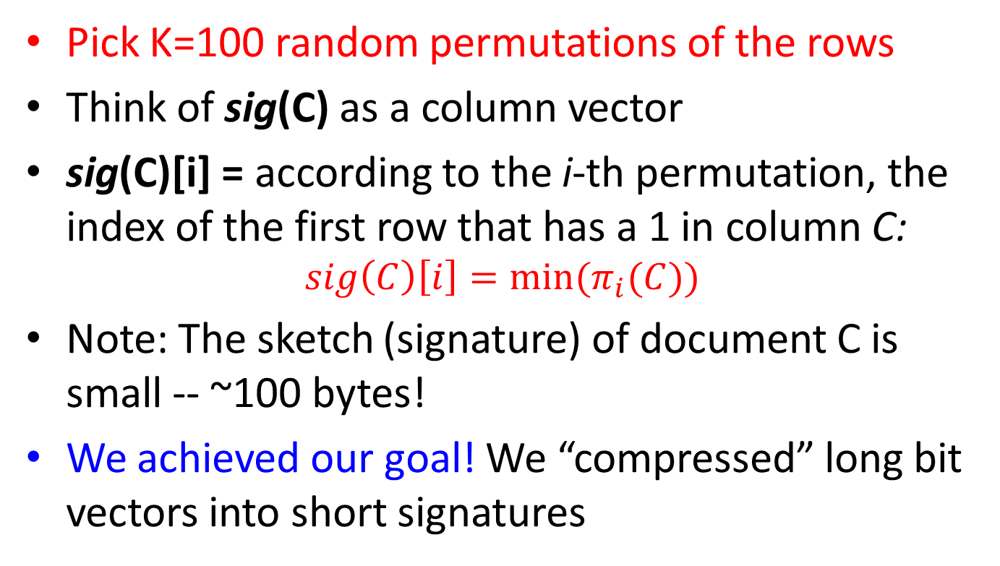 • Pick K=100 random permutations of the rows
• Think of sig(C) as a column vector
• sig(C)[i] = according to the i-th permutation, the
index of the first row that has a 1 in column C:
sig(C)[i] = min(πᵢ(C))
• Note: The sketch (signature) of document C is
small -- ~100 bytes!
• We achieved our goal! We “compressed” long bit
vectors into short signatures